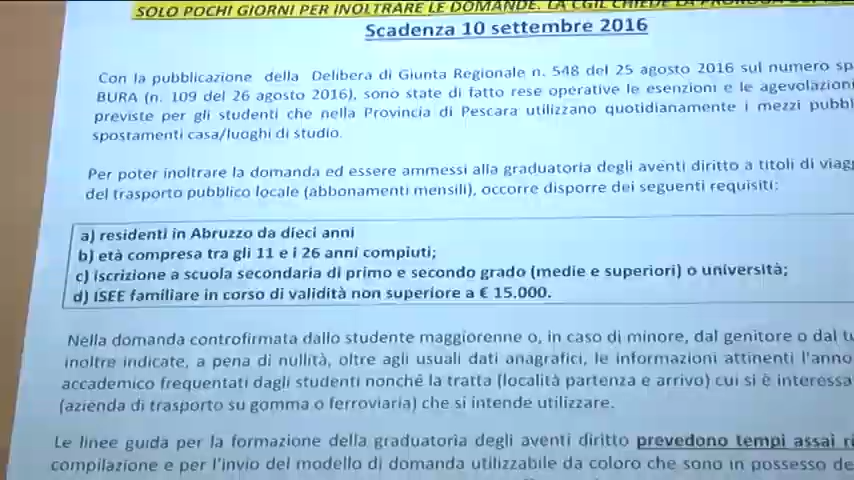 SOLO POCHI GIORNI PER INOLTRARE LE DOMANDE. LA CGIL CHIEDE LA
Scadenza 10 settembre 2016
Con la pubblicazione della Delibera di Giunta Regionale n. 548 del 25 agosto 2016 sul numero
BURA (n. 109 del 26 agosto 2016), sono state di fatto rese operative le esenzioni e le agevolazioni
previste per gli studenti che nella Provincia di Pescara utilizzano quotidianamente i mezzi
spostamenti casa/luoghi di studio.
Per poter inoltrare la domanda ed essere ammessi alla graduatoria degli aventi diritto a titoli di
del trasporto pubblico locale (abbonamenti mensili), occorre disporre dei seguenti requisiti:
a) residenti in Abruzzo da dieci anni
b) età compresa tra gli 11 e i 26 anni compiuti;
c) iscrizione a scuola secondaria di primo e secondo grado (medie e superiori) o università;
d) ISEE familiare in corso di validità non superiore a € 15.000.
Nella domanda controfirmata dallo studente maggiorenne o, in caso di minore, dal genitore o dal
inoltre indicate, a pena di nullità, oltre agli usuali dati anagrafici, le informazioni attinenti l'anno
accademico frequentati dagli studenti nonché la tratta (località partenza e arrivo) cui si è
(azienda di trasporto su gomma o ferroviaria) che si intende utilizzare.
Le linee guida per la formazione della graduatoria degli aventi diritto prevedono tempi assai
compilazione e per l'invio del modello di domanda utilizzabile da coloro che sono in possesso